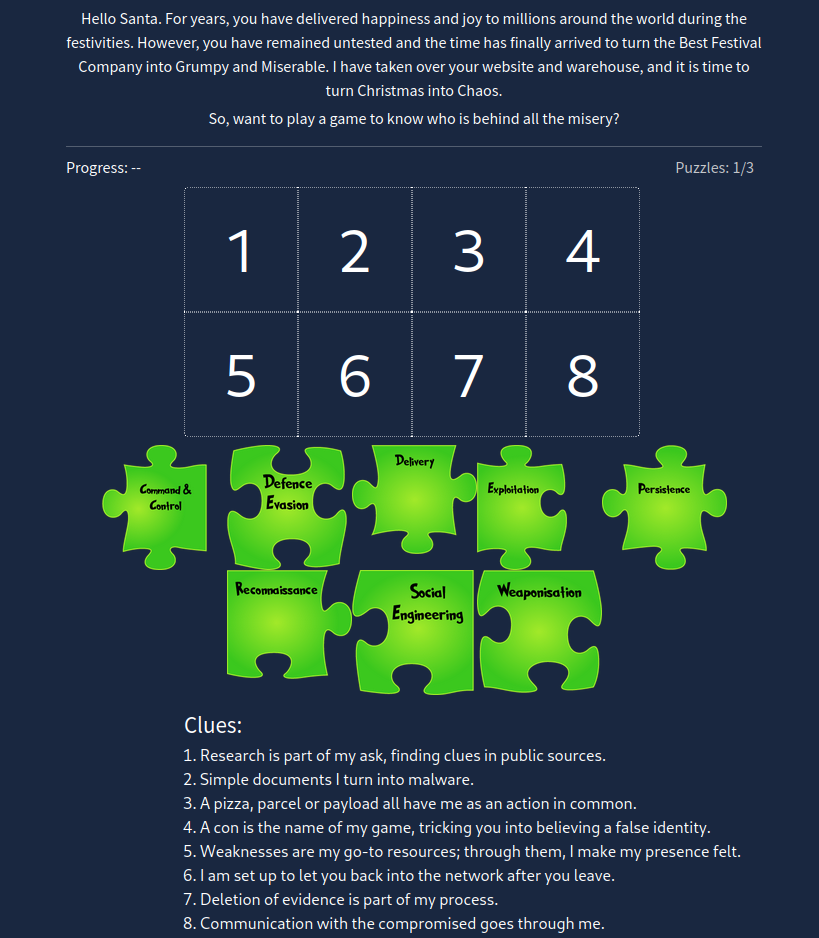 Hello Santa. For years, you have delivered happiness and joy to millions around the world during the
festivities. However, you have remained untested and the time has finally arrived to turn the Best Festival
Company into Grumpy and Miserable. I have taken over your website and warehouse, and it is time to
turn Christmas into Chaos.
So, want to play a game to know who is behind all the misery?
Progress: --
Puzzles: 1/3
1 2 3 4
5 6 7 8
Command &
Control
Defence
Evasion
Delivery
Exploitation
Persistence
Reconnaissance
Social
Engineering
Weaponisation
Clues:
1. Research is part of my ask, finding clues in public sources.
2. Simple documents I turn into malware.
3. A pizza, parcel or payload all have me as an action in common.
4. A con is the name of my game, tricking you into believing a false identity.
5. Weaknesses are my go-to resources; through them, I make my presence felt.
6. I am set up to let you back into the network after you leave.
7. Deletion of evidence is part of my process.
8. Communication with the compromised goes through me.